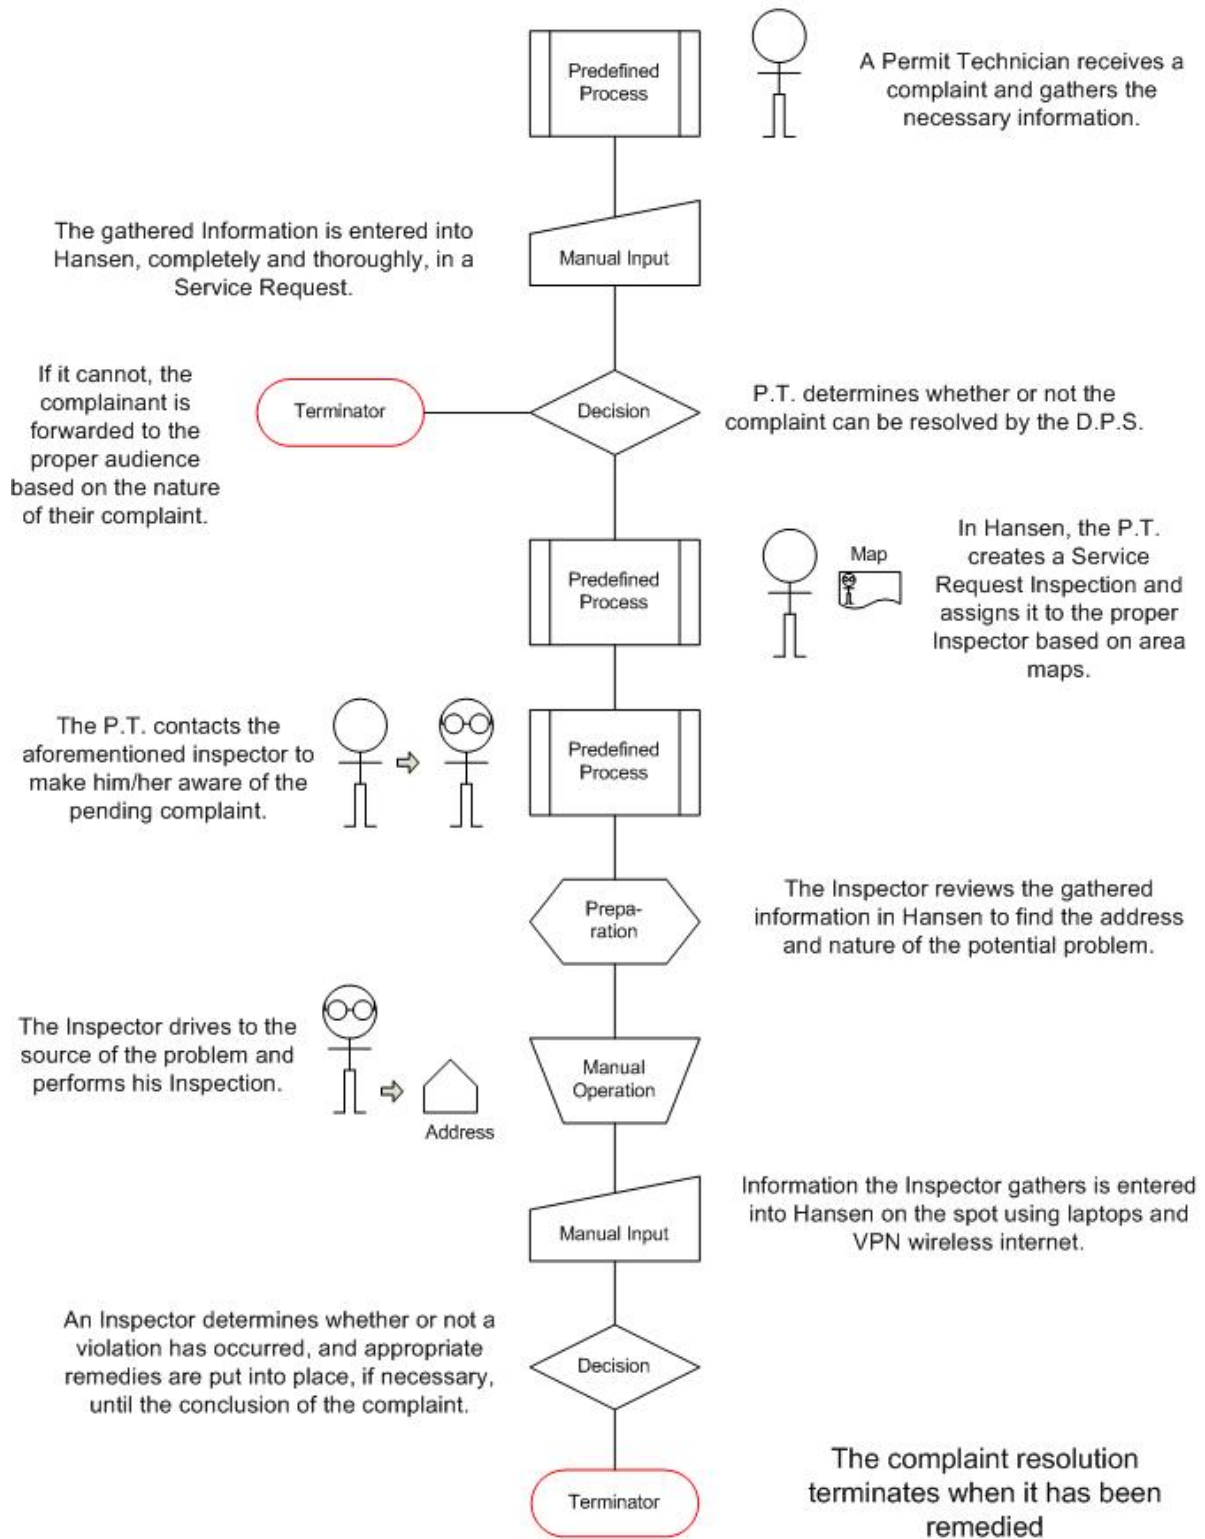 Predefined
Process
A Permit Technician receives a
complaint and gathers the
necessary information.
The gathered Information is entered into
Hansen, completely and thoroughly, in a
Service Request.
Manual Input
If it cannot, the
complainant is
forwarded to the
proper audience
based on the nature
of their complaint.
Terminator
Decision
P.T. determines whether or not the
complaint can be resolved by the D.P.S.
Predefined
Process
Map
In Hansen, the P.T.
creates a Service
Request Inspection and
assigns it to the proper
Inspector based on area
maps.
The P.T. contacts the
aforementioned inspector to
make him/her aware of the
pending complaint.
Predefined
Process
Prepa-
ration
The Inspector reviews the gathered
information in Hansen to find the address
and nature of the potential problem.
The Inspector drives to the
source of the problem and
performs his Inspection.
Address
Manual
Operation
Manual Input
Information the Inspector gathers is entered
into Hansen on the spot using laptops and
VPN wireless internet.
An Inspector determines whether or not a
violation has occurred, and appropriate
remedies are put into place, if necessary,
until the conclusion of the complaint.
Decision
Terminator
The complaint resolution
terminates when it has been
remedied